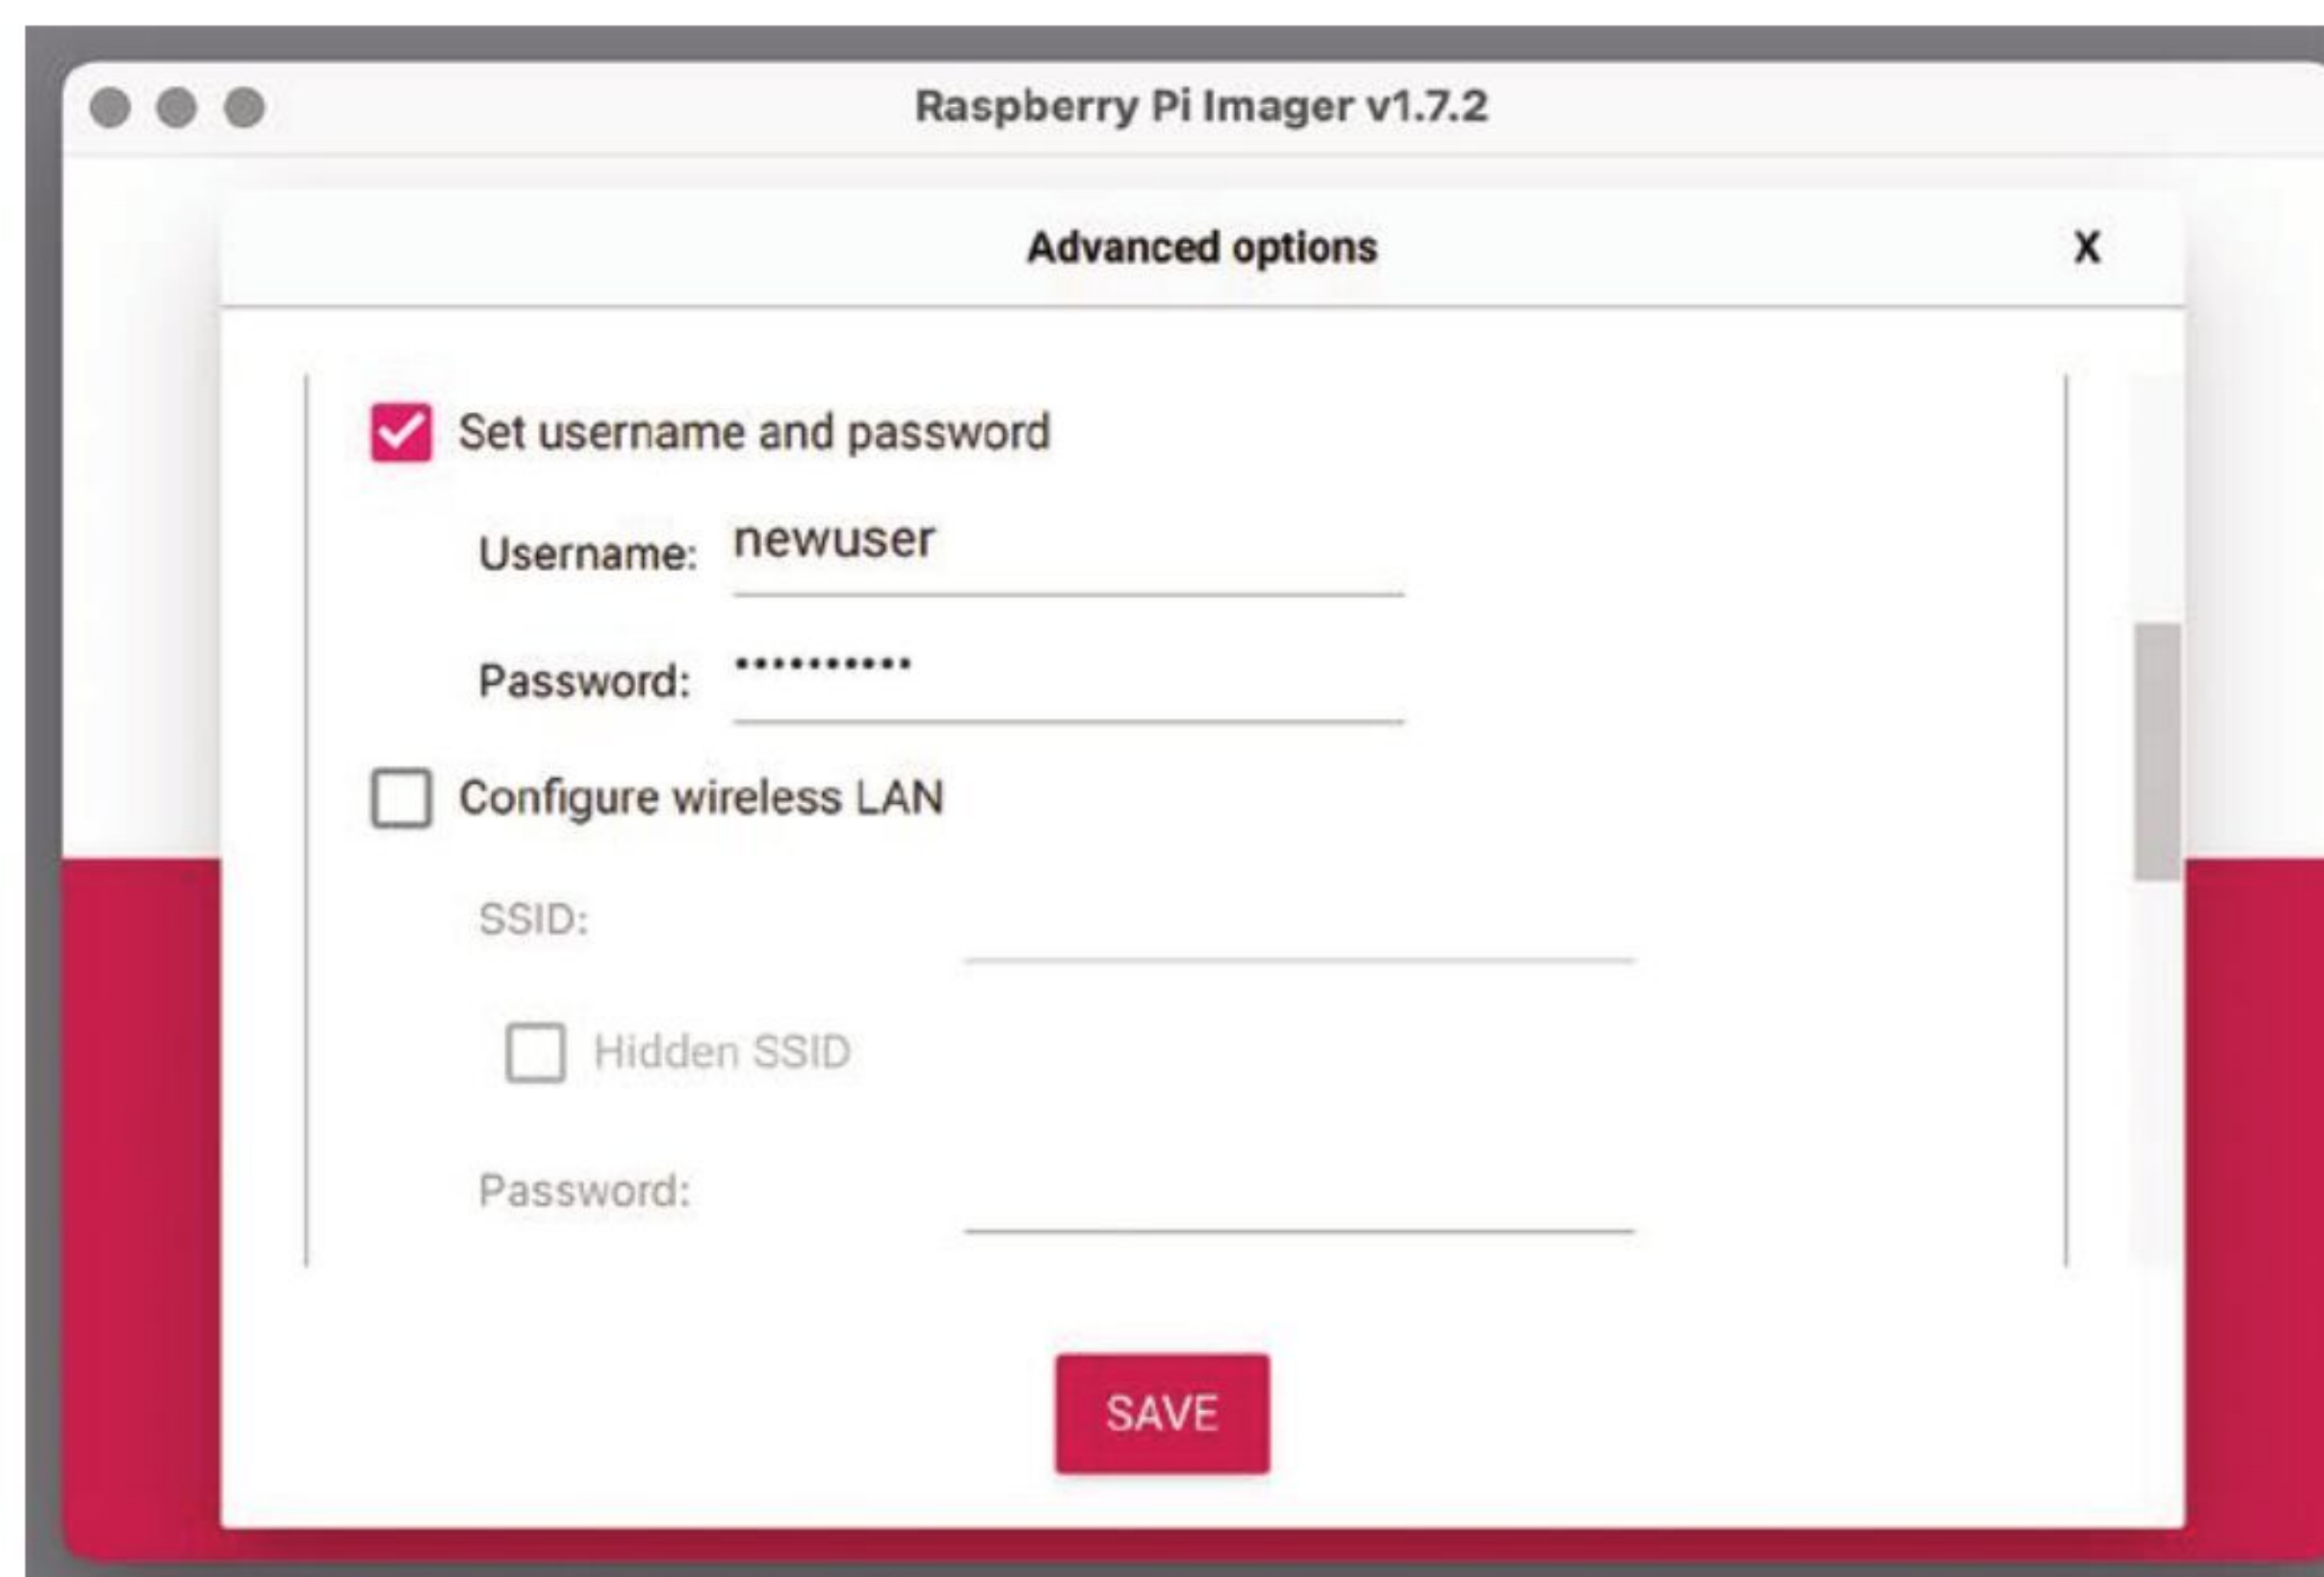 Raspberry Pi Imager v1.7.2
Advanced options X
Set username and password
Username: newuser
Password: ••••••••••
Configure wireless LAN
SSID:
Hidden SSID
Password:
SAVE